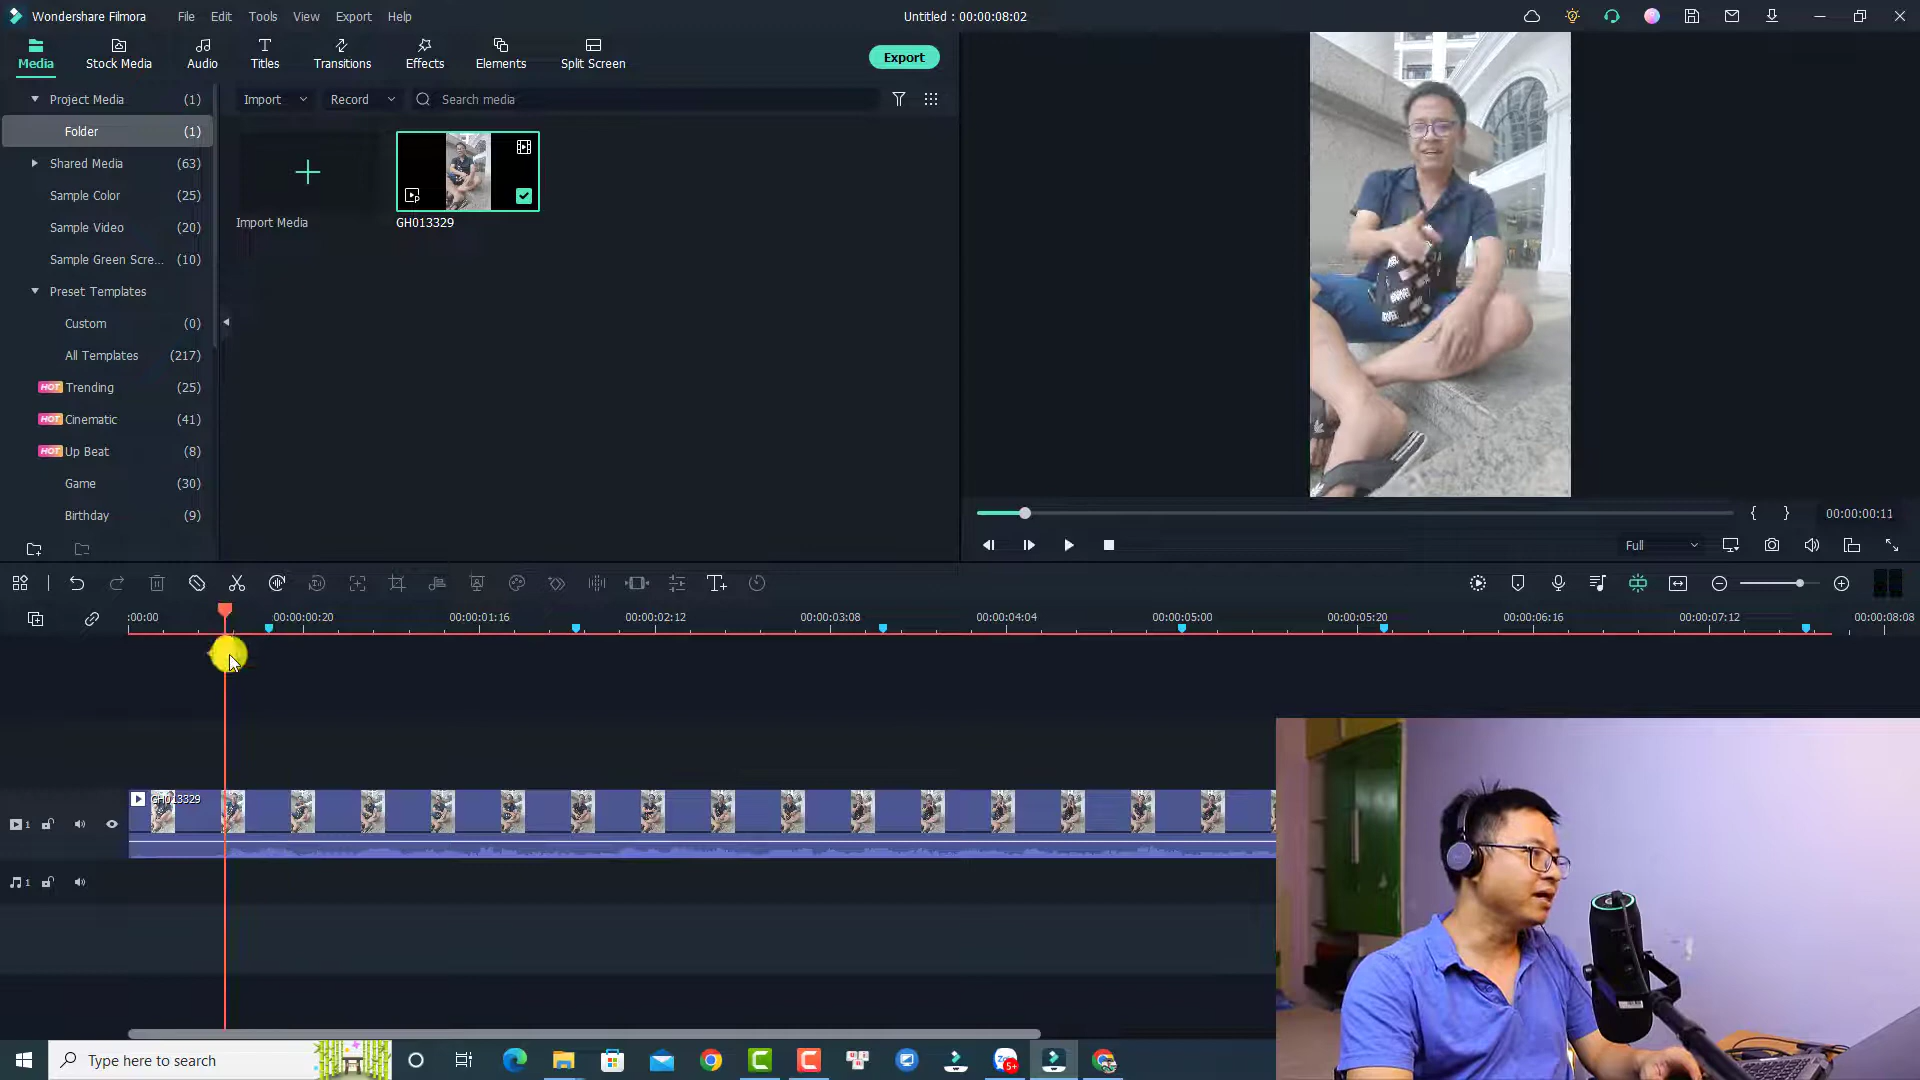 Wondershare Filmora File Edit Tools View Export Help Untitled : 00:00:08:02
Media Stock Media Audio Titles Transitions Effects Elements Split Screen Export
Project Media (1) Import Record Search media
Folder (1)
Shared Media (63)
Sample Color (25)
Import Media GH013329
Sample Video (20)
Sample Green Scre... (10)
Preset Templates
Custom (0)
All Templates (217)
HOT Trending (25)
HOT Cinematic (41)
HOT Up Beat (8)
Game (30)
Birthday (9)
{ } 00:00:00:11
Full
:00:00 00:00:00:20 00:00:01:16 00:00:02:12 00:00:03:08 00:00:04:04 00:00:05:00 00:00:05:20 00:00:06:16 00:00:07:12 00:00:08:08
GH013329
1
1
Type here to search
5+